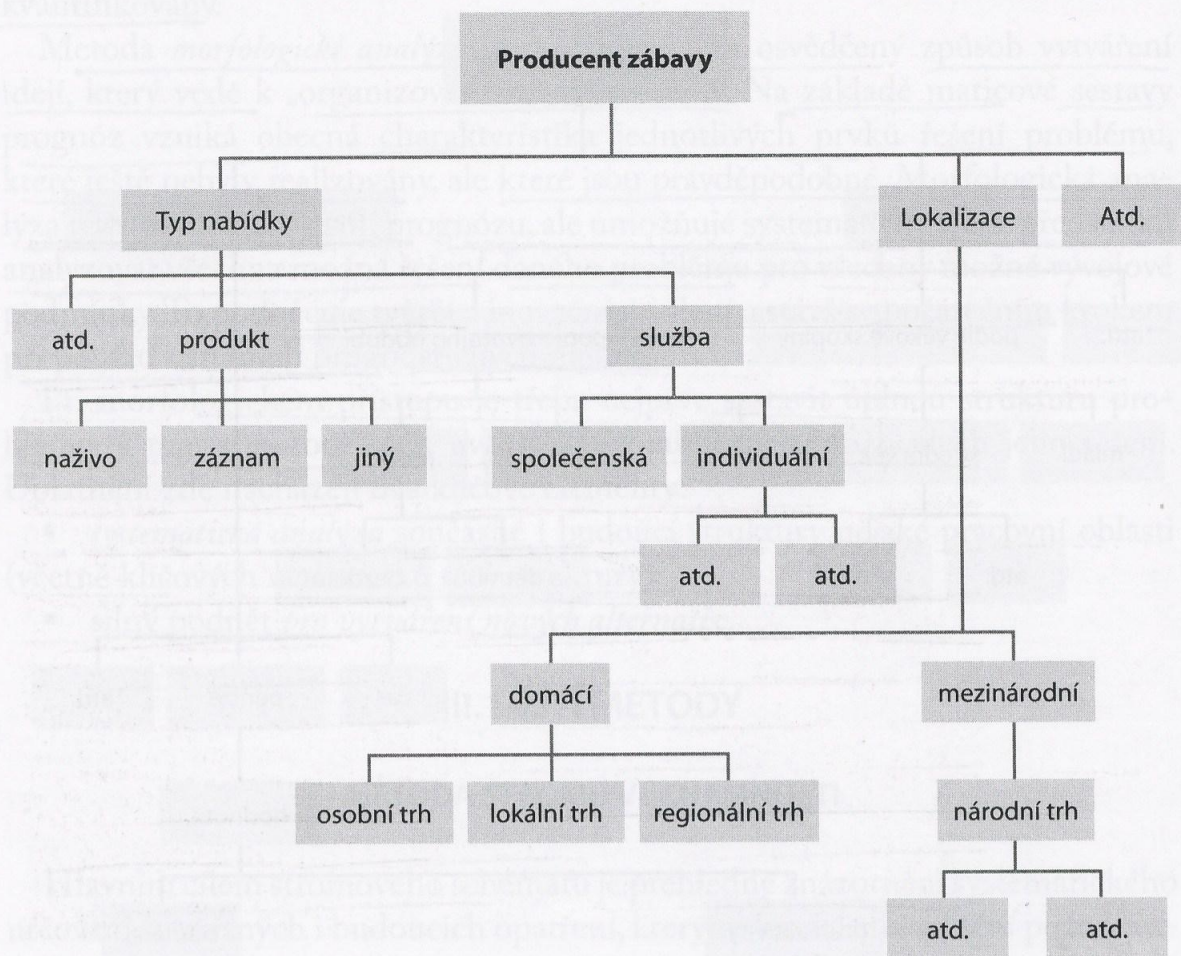 Producent zábavy
Typ nabídky
Lokalizace
Atd.
atd.
produkt
služba
naživo
záznam
jiný
společenská
individuální
atd.
atd.
domácí
mezinárodní
osobní trh
lokální trh
regionální trh
národní trh
atd.
atd.